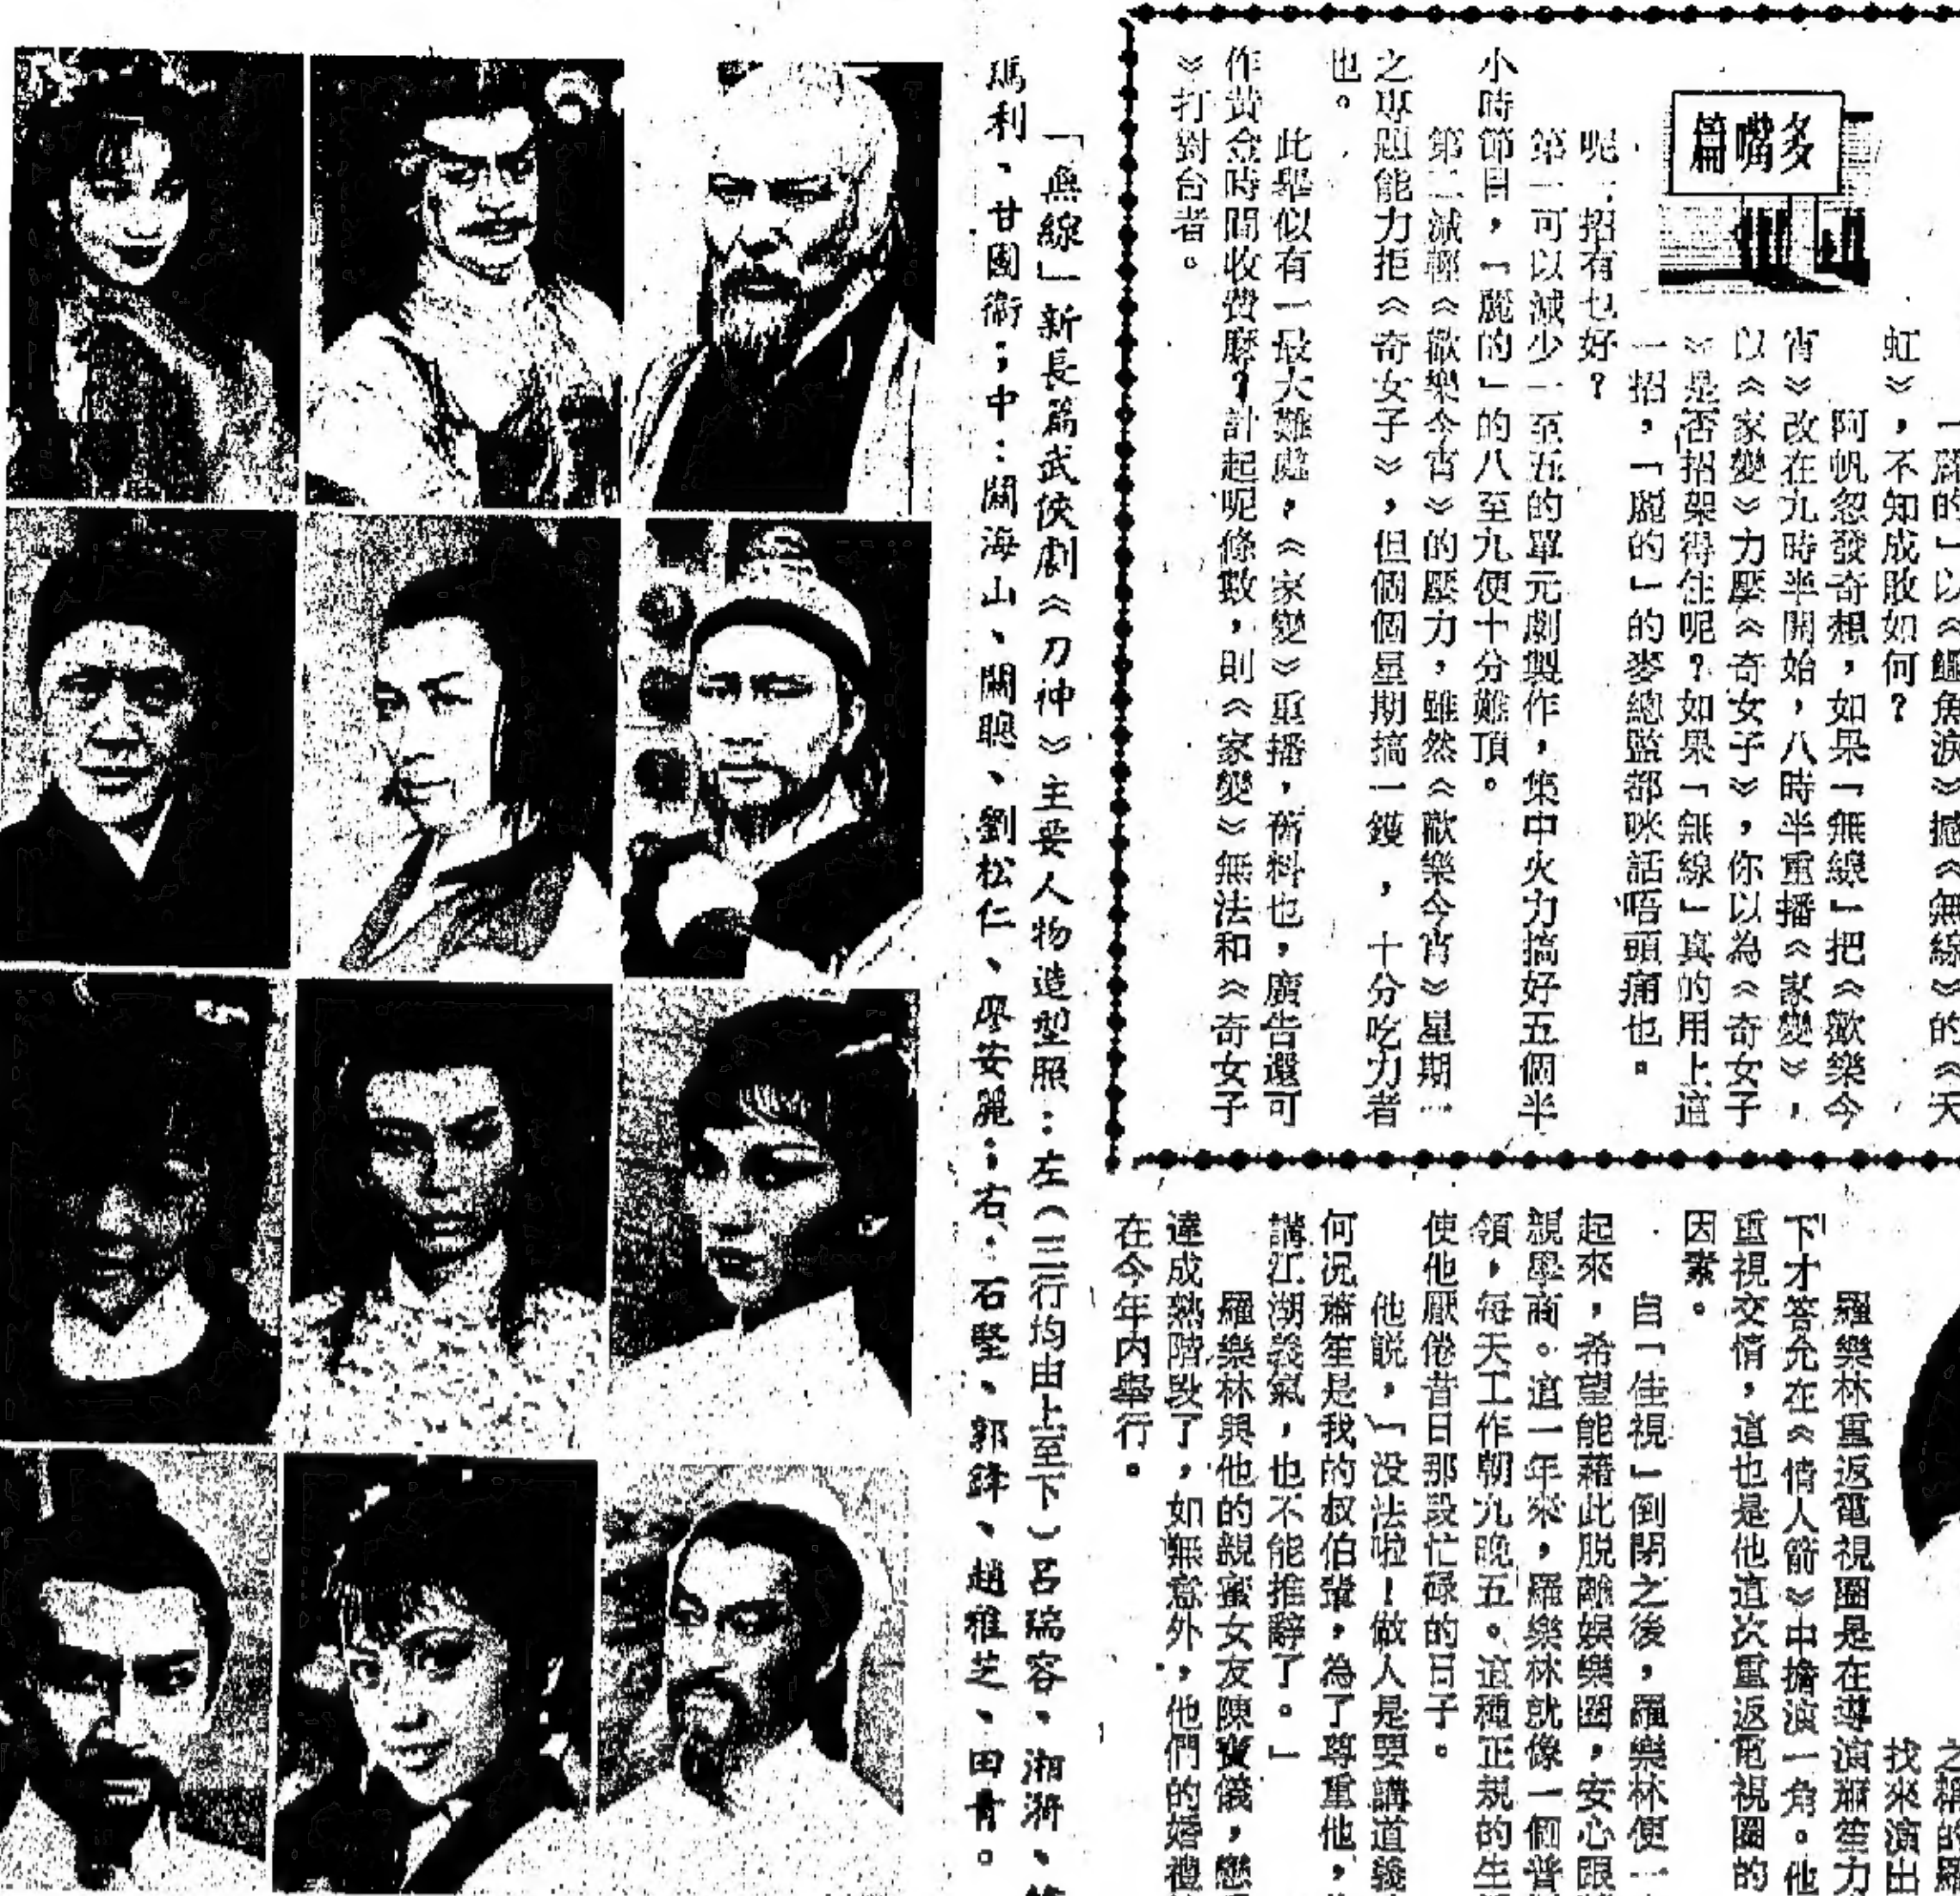 多嘴篇
「麗的」以《鱷魚淚》撼《無線》的《天
虹》，不知成敗如何？
阿帆忽發奇想，如果「無線」把《歡樂今
宵》改在九時半開始，八時半重播《家變》，
以《家變》力壓《奇女子》，你以為《奇女子
》是否招架得住呢？如果「無線」真的用上這
一招，「麗的」的麥總監都咪話唔頭痛也。
呢一招有乜好？
第一可以減少一至五的單元劇製作，集中火力搞好五個半
小時節目，「麗的」的八至九便十分難頂。
第二減輕《歡樂今宵》的壓力，雖然《歡樂今宵》星期一
之專題能力拒《奇女子》，但個個星期搞一鑊，十分吃力者
也。
此舉似有一最大難處，《家變》重播，舊料也，廣告還可
作黃金時間收費麼？計起呢條數，則《家變》無法和《奇女子
》打對台者。
「無線」新長篇武俠劇《刀神》主要人物造型照：左（三行均由上至下）呂瑞容、湘漪、
瑪利、甘國衞；中：關海山、關聰、劉松仁、廖安麗；右：石堅、郭鋒、趙雅芝、田青。
找來演出
羅樂林重返電視圈是在導演蕭笙力
下才答允在《情人箭》中擔演一角。他
重視交情，這也是他這次重返電視圈的
因素。
自「佳視」倒閉之後，羅樂林便一
起來，希望能藉此脫離娛樂圈，安心跟
親學商。這一年來，羅樂林就像一個普
領，每天工作朝九晚五。這種正規的生
使他厭倦昔日那段忙碌的日子。
他說，「没法啦！做人是要講道義
何況蕭笙是我的叔伯輩，為了尊重他，
講江湖義氣，也不能推辭了。」
羅樂林與他的親蜜女友陳寶儀，戀
達成熟階段了，如無意外，他們的婚禮
在今年内舉行。